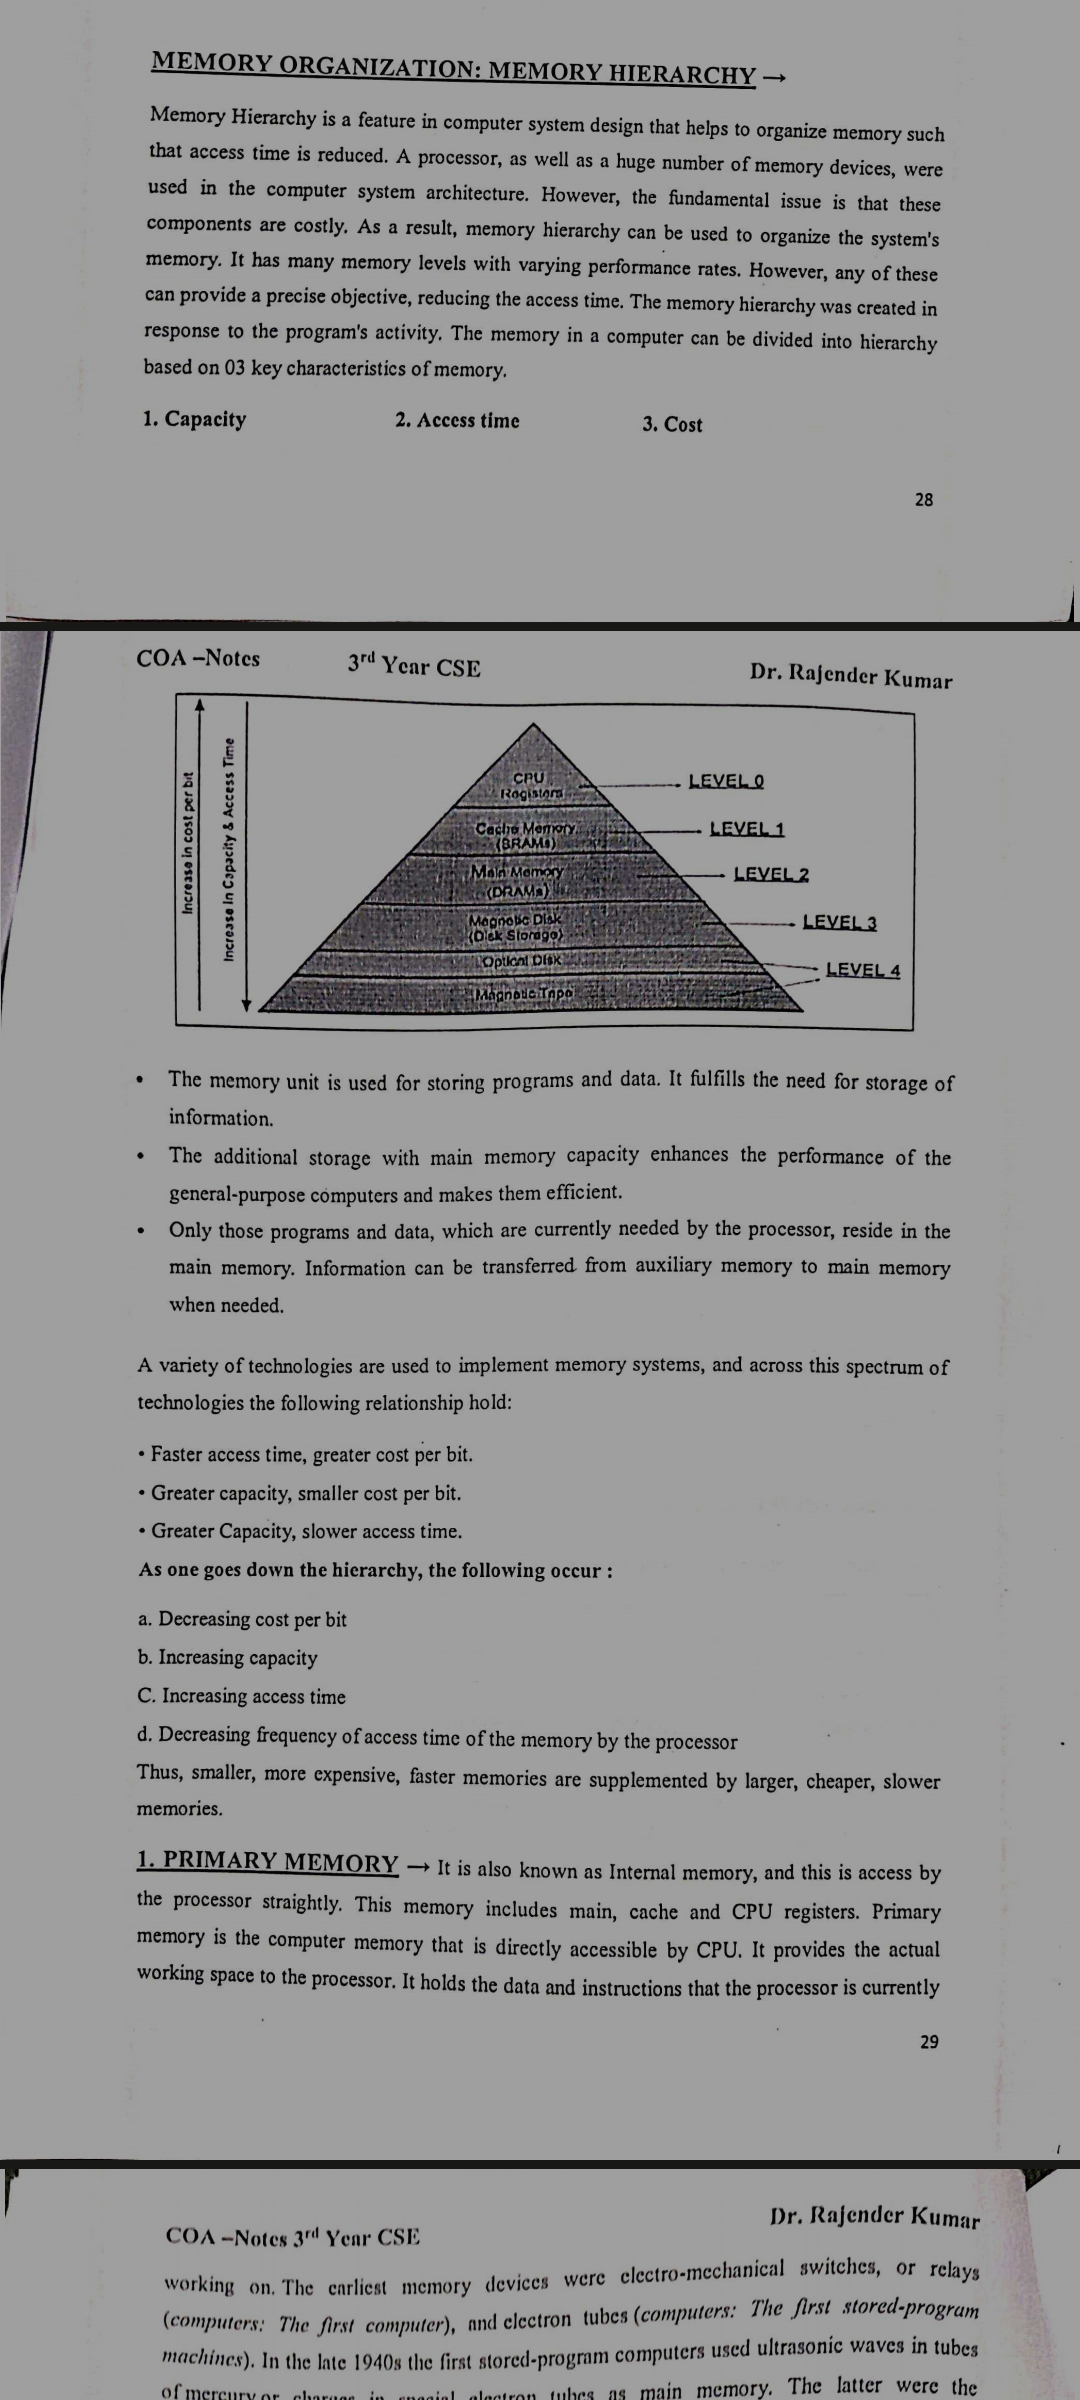 MEMORY ORGANIZATION: MEMORY HIERARCHY →
Memory Hierarchy is a feature in computer system design that helps to organize memory such
that access time is reduced. A processor, as well as a huge number of memory devices, were
used in the computer system architecture. However, the fundamental issue is that these
components are costly. As a result, memory hierarchy can be used to organize the system's
memory. It has many memory levels with varying performance rates. However, any of these
can provide a precise objective, reducing the access time. The memory hierarchy was created in
response to the program's activity. The memory in a computer can be divided into hierarchy
based on 03 key characteristics of memory.
1. Capacity 2. Access time 3. Cost
28
COA –Notes 3rd Year CSE Dr. Rajender Kumar
Increase in cost per bit
Increase In Capacity & Access Time
CPU
Registers
LEVEL 0
Cache Memory
(SRAMs)
LEVEL 1
Main Memory
(DRAMs)
LEVEL 2
Magnetic Disk
(Disk Storage)
LEVEL 3
Optical Disk
LEVEL 4
Magnetic Tape
• The memory unit is used for storing programs and data. It fulfills the need for storage of
information.
• The additional storage with main memory capacity enhances the performance of the
general-purpose computers and makes them efficient.
• Only those programs and data, which are currently needed by the processor, reside in the
main memory. Information can be transferred from auxiliary memory to main memory
when needed.
A variety of technologies are used to implement memory systems, and across this spectrum of
technologies the following relationship hold:
• Faster access time, greater cost per bit.
• Greater capacity, smaller cost per bit.
• Greater Capacity, slower access time.
As one goes down the hierarchy, the following occur :
a. Decreasing cost per bit
b. Increasing capacity
C. Increasing access time
d. Decreasing frequency of access time of the memory by the processor
Thus, smaller, more expensive, faster memories are supplemented by larger, cheaper, slower
memories.
1. PRIMARY MEMORY → It is also known as Internal memory, and this is access by
the processor straightly. This memory includes main, cache and CPU registers. Primary
memory is the computer memory that is directly accessible by CPU. It provides the actual
working space to the processor. It holds the data and instructions that the processor is currently
29
COA –Notes 3rd Year CSE Dr. Rajender Kumar
working on. The earliest memory devices were electro-mechanical switches, or relays
(computers: The first computer), and electron tubes (computers: The first stored-program
machines). In the late 1940s the first stored-program computers used ultrasonic waves in tubes
of mercury or charges in special electron tubes as main memory. The latter were the